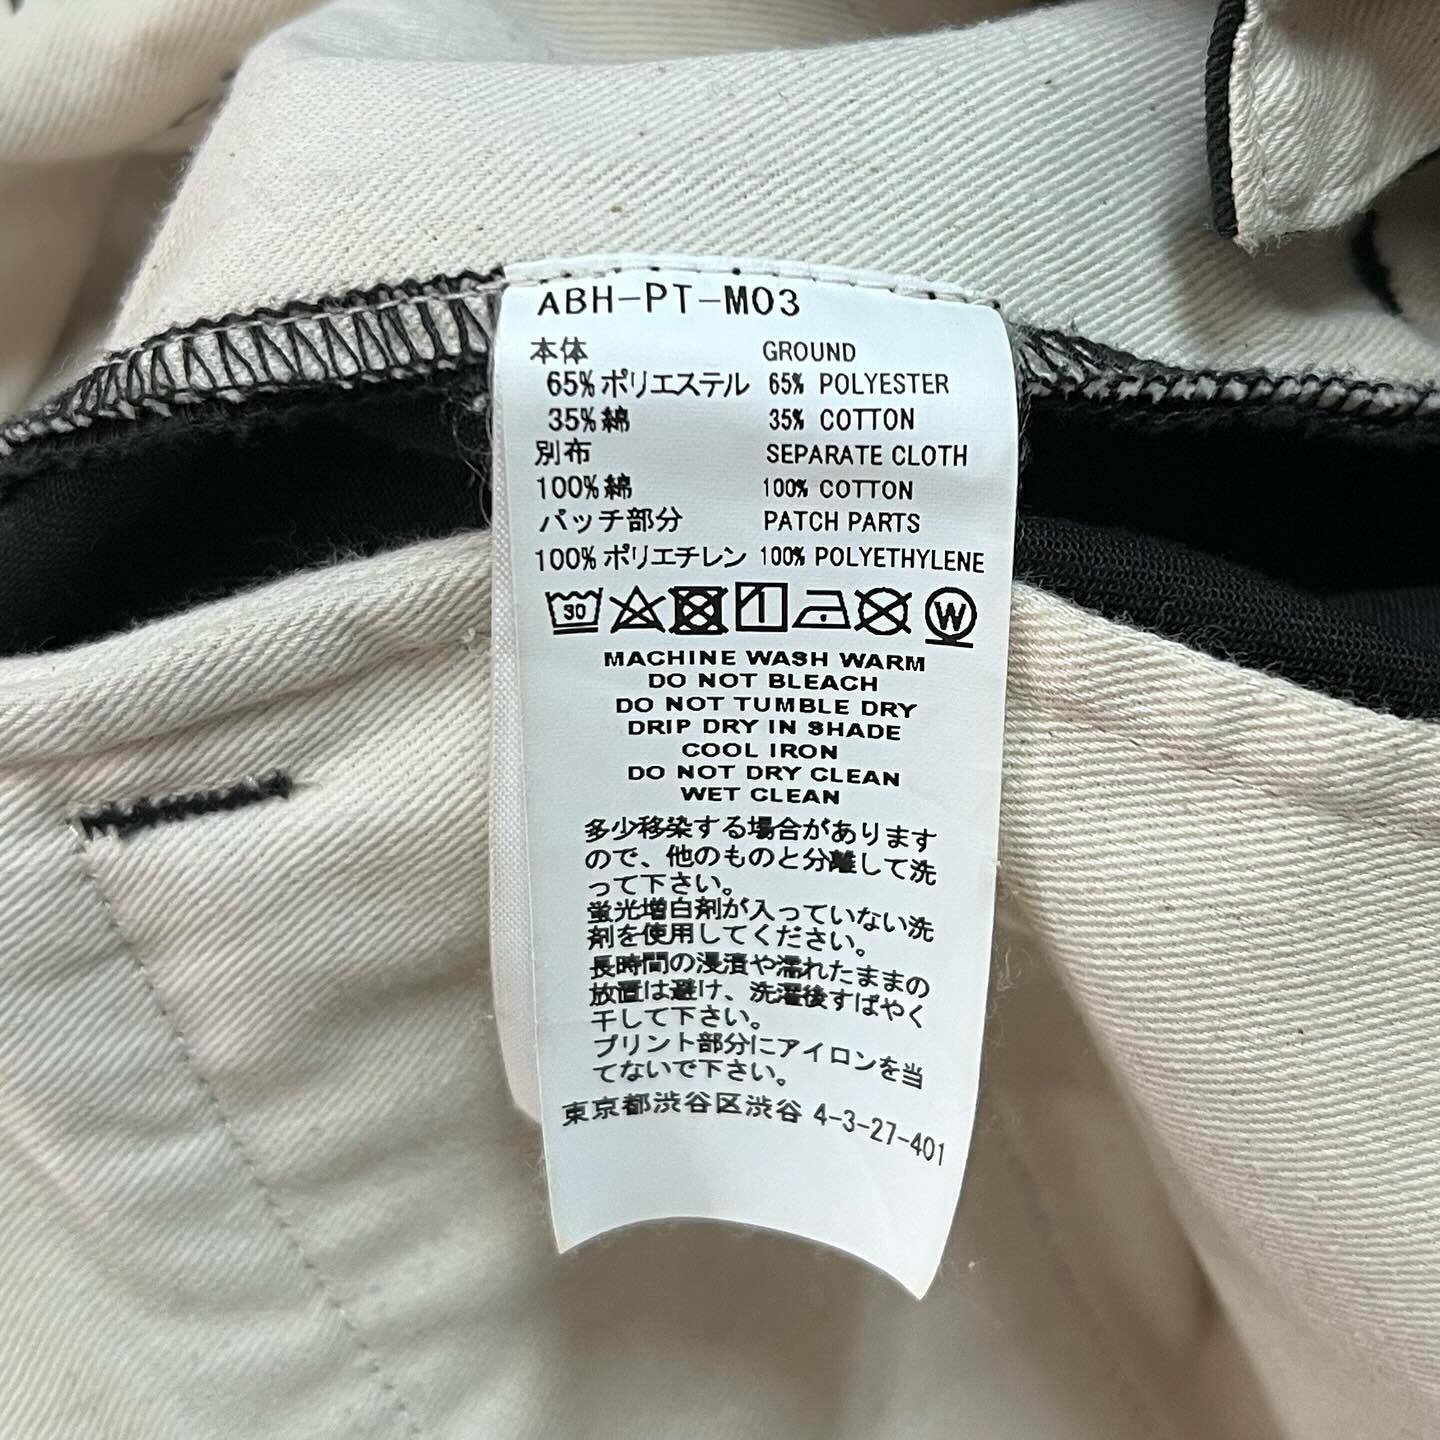 ABH-PT-M03
本体 GROUND
65%ポリエステル 65% POLYESTER
35%綿 35% COTTON
別布 SEPARATE CLOTH
100%綿 100% COTTON
パッチ部分 PATCH PARTS
100%ポリエチレン 100% POLYETHYLENE
30 W
MACHINE WASH WARM
DO NOT BLEACH
DO NOT TUMBLE DRY
DRIP DRY IN SHADE
COOL IRON
DO NOT DRY CLEAN
WET CLEAN
多少移染する場合があります
ので、他のものと分離して洗
って下さい。
蛍光増白剤が入っていない洗
剤を使用してください。
長時間の浸漬や濡れたままの
放置は避け、洗濯後すばやく
干して下さい。
プリント部分にアイロンを当
てないで下さい。
東京都渋谷区渋谷 4-3-27-401